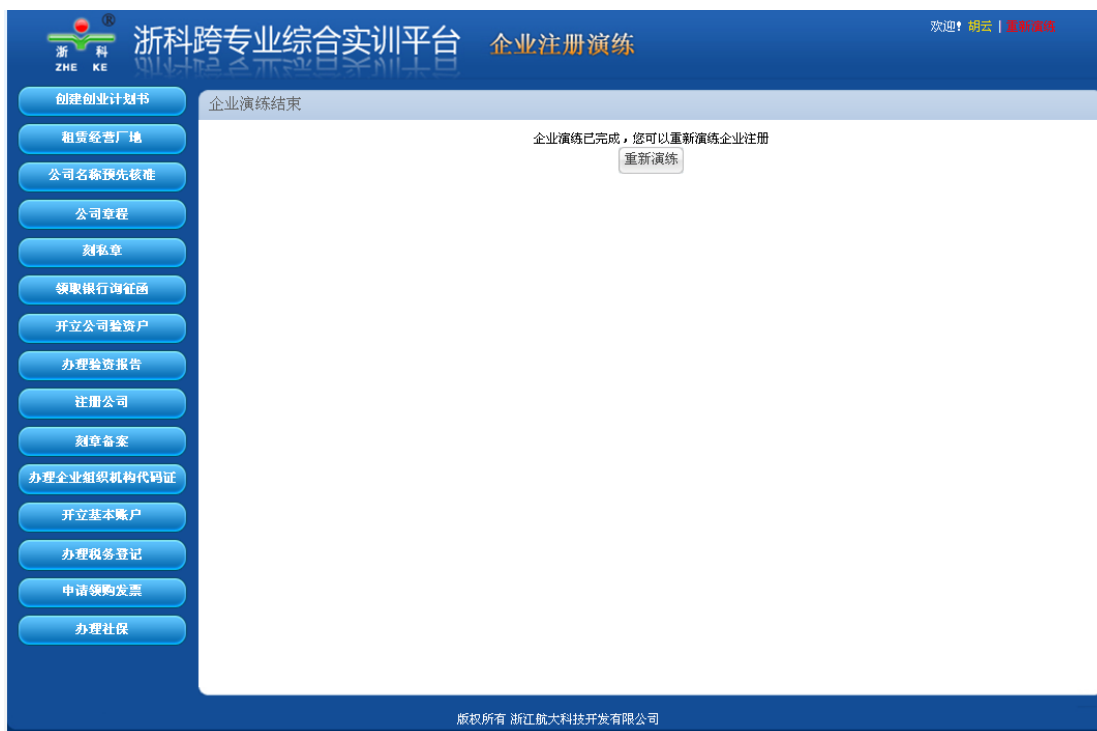 浙 科
ZHE KE
®
浙科跨专业综合实训平台
企业注册演练
欢迎! 胡云 | 重新演练
创建创业计划书
租赁经营厂地
公司名称预先核准
公司章程
刻私章
领取银行询征函
开立公司验资户
办理验资报告
注册公司
刻章备案
办理企业组织机构代码证
开立基本账户
办理税务登记
申请领购发票
办理社保
企业演练结束
企业演练已完成，您可以重新演练企业注册
重新演练
版权所有 浙江航大科技开发有限公司